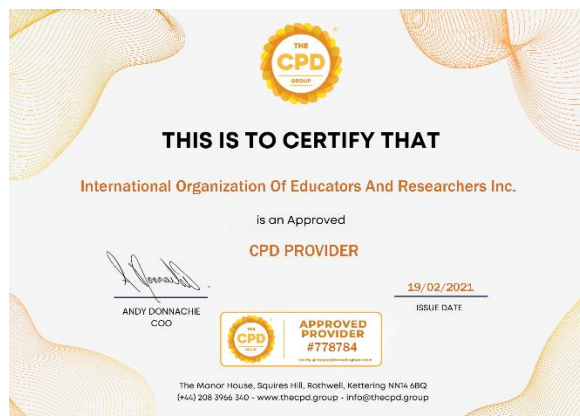 THE
CPD
GROUP
THIS IS TO CERTIFY THAT
International Organization Of Educators And Researchers Inc.
is an Approved
CPD PROVIDER
19/02/2021
ISSUE DATE
ANDY DONNACHIE
COO
THE
CPD
GROUP
APPROVED
PROVIDER
#778784
The Manor House, Squires Hill, Rothwell, Kettering NN14 6BQ
(+44) 208 3966 340 - www.thecpd.group - info@thecpd.group